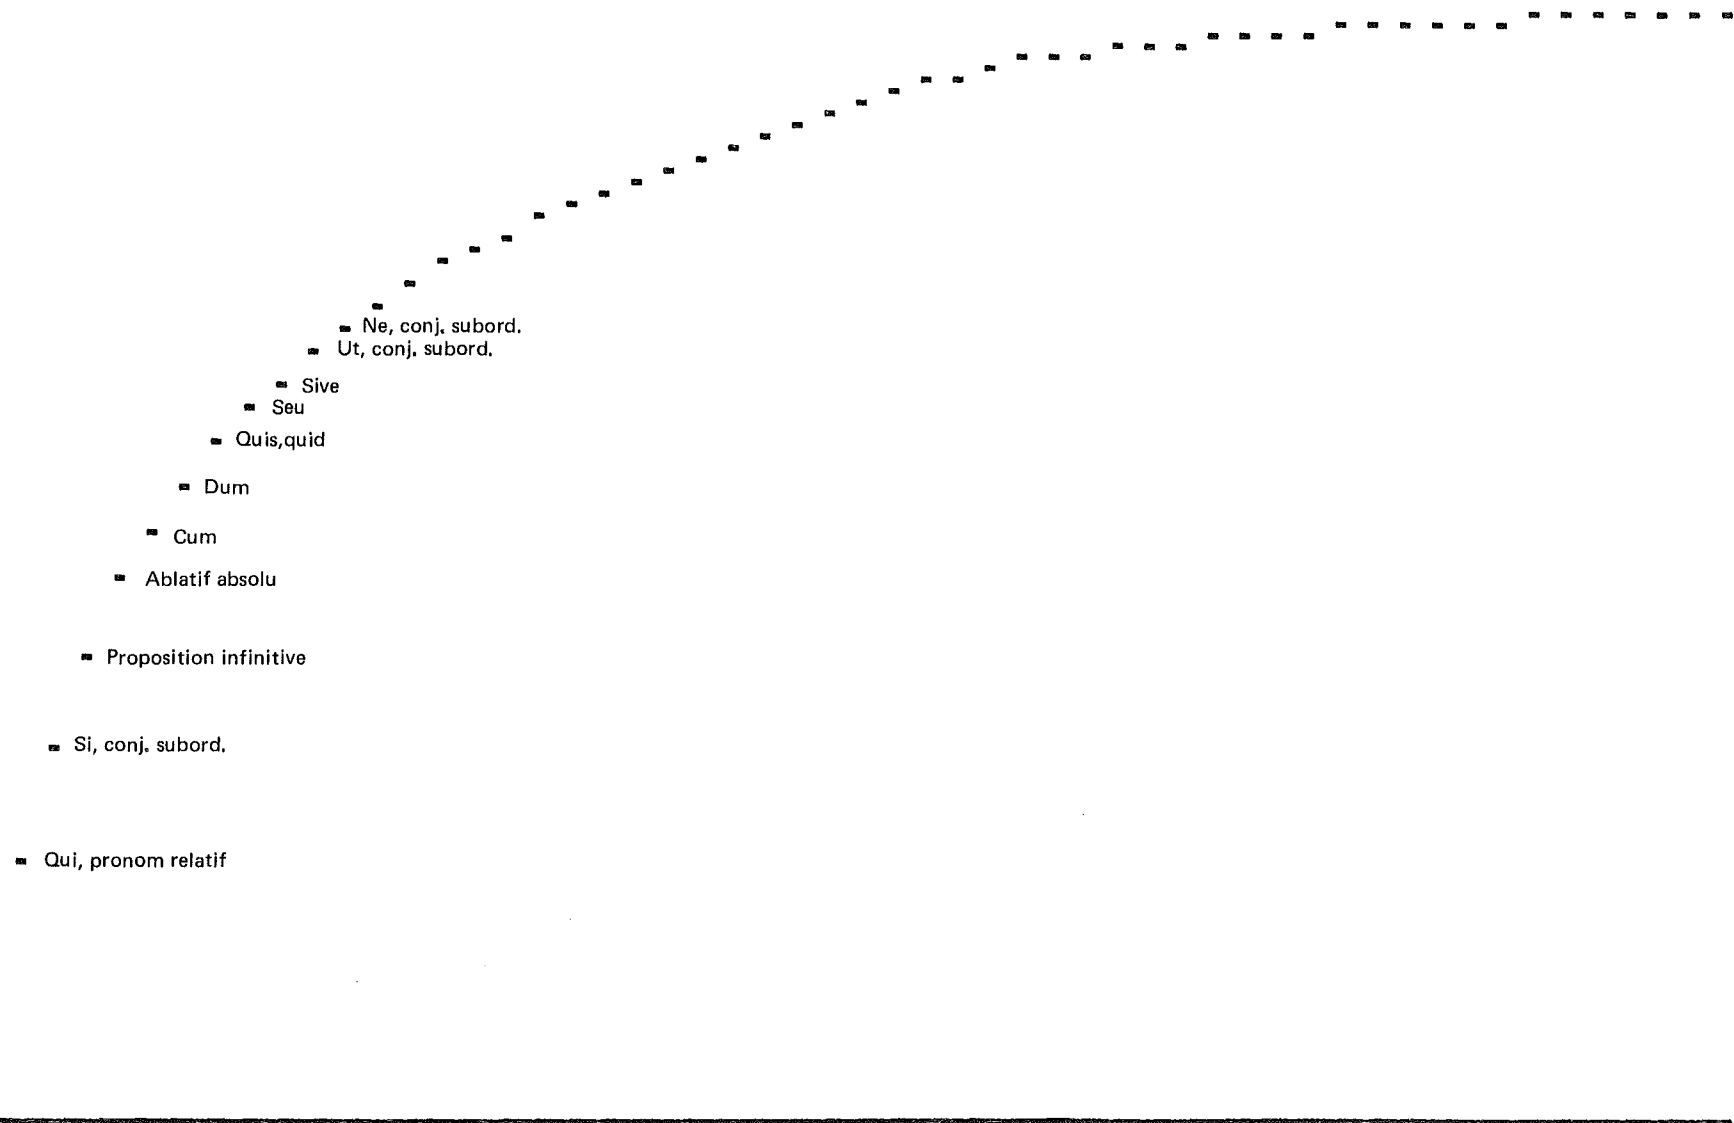 Ne, conj. subord.
Ut, conj. subord.
Sive
Seu
Quis,quid
Dum
Cum
Ablatif absolu
Proposition infinitive
Si, conj. subord.
Qui, pronom relatif